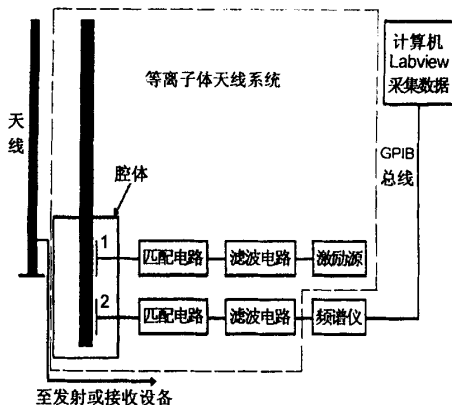 计算机
Labview
采集数据
等离子体天线系统
天
线
GPIB
总线
腔体
1
匹配电路
滤波电路
激励源
2
匹配电路
滤波电路
频谱仪
至发射或接收设备